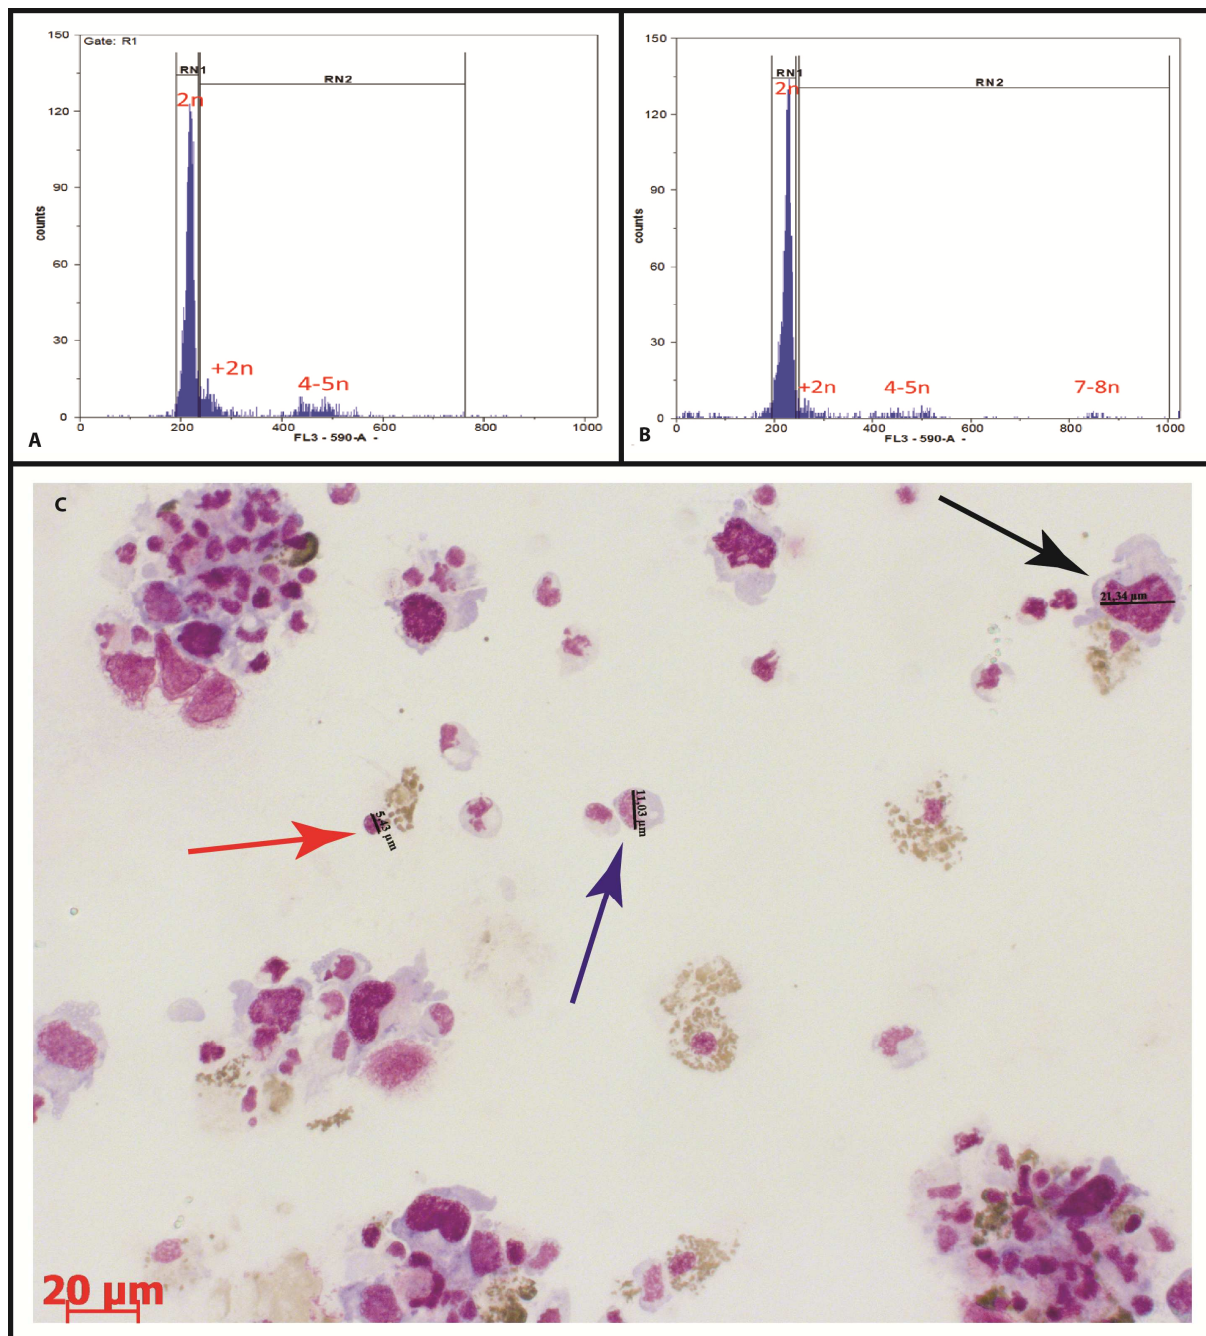 150
Gate: R1
RN1
RN2
2n
120
90
counts
60
30
+2n
4-5n
0
0
200
400
600
800
1000
FL3 - 590-A -
A
150
RN1
RN2
2n
120
90
counts
60
30
+2n
4-5n
7-8n
0
0
200
400
600
800
1000
FL3 - 590-A -
B
C
21,34 µm
5,43 µm
11,03 µm
20 µm